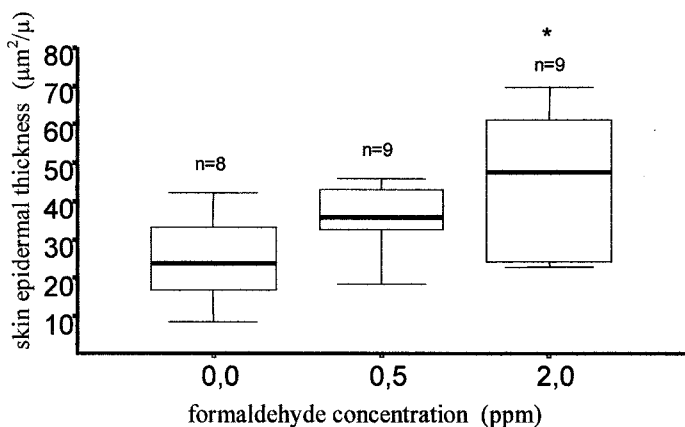 skin epidermal thickness (μm²/μ)
80
70
60
50
40
30
20
10
n=8
n=9
*
n=9
0,0
0,5
2,0
formaldehyde concentration (ppm)